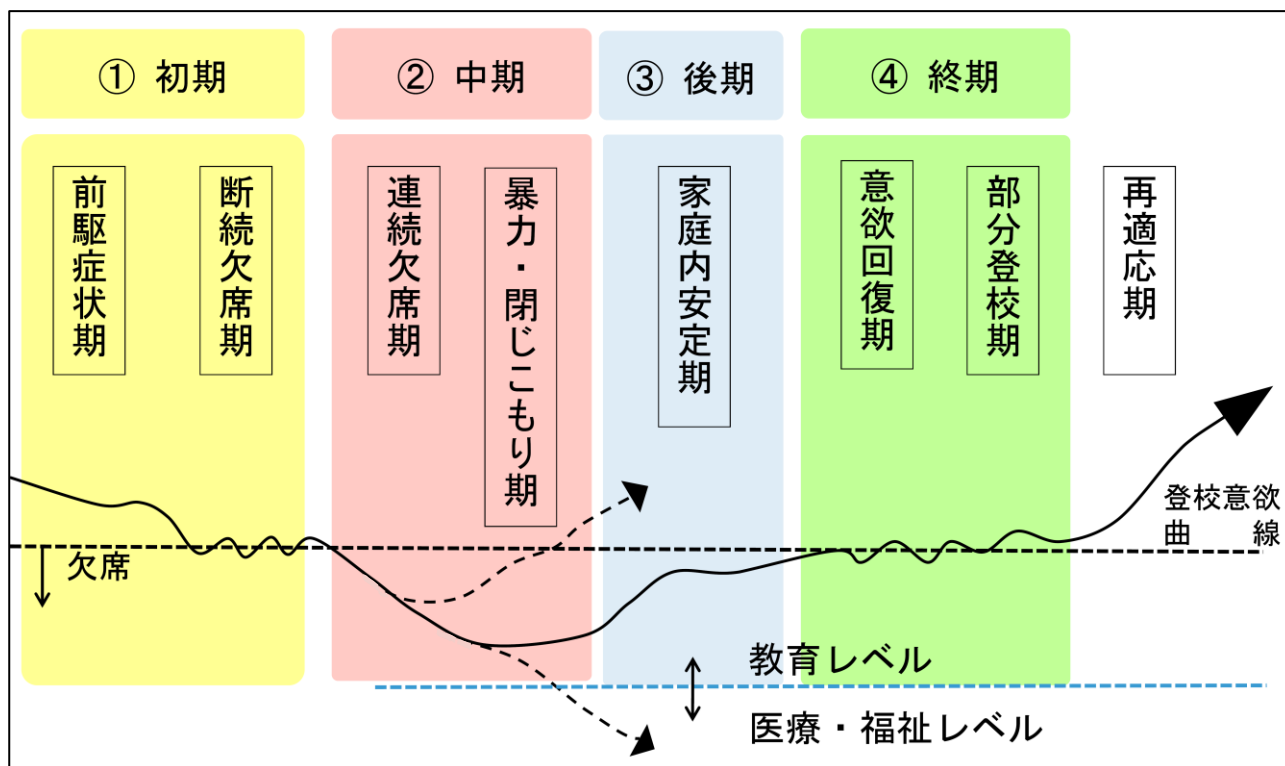 ① 初期
② 中期
③ 後期
④ 終期
前駆症状期
断続欠席期
連続欠席期
暴力・閉じこもり期
家庭内安定期
意欲回復期
部分登校期
再適応期
登校意欲
曲　線
欠席
教育レベル
医療・福祉レベル